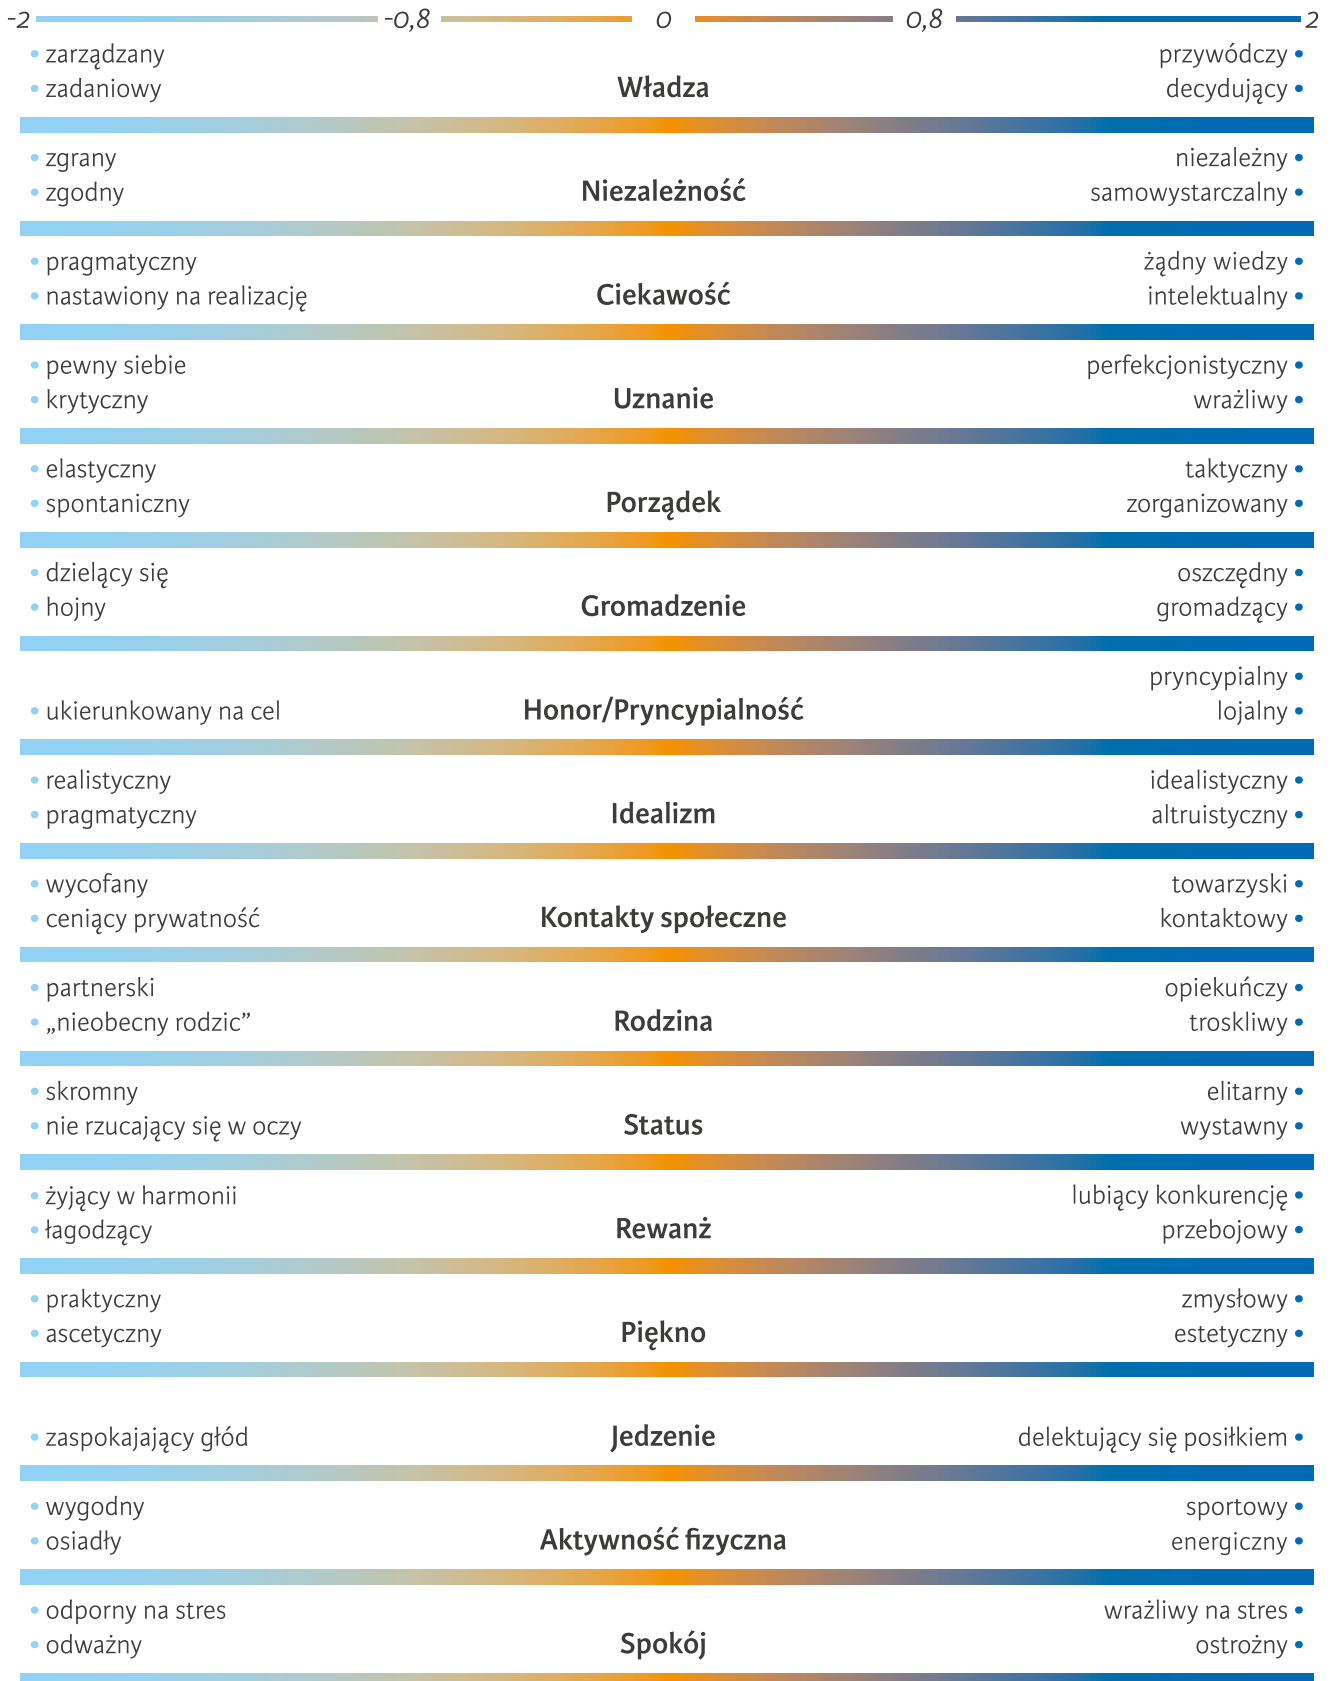 -2 -0,8 0 0,8 2
• zarządzany przywódczy •
• zadaniowy Władza decydujący •
• zgrany niezależny •
• zgodny Niezależność samowystarczalny •
• pragmatyczny żądny wiedzy •
• nastawiony na realizację Ciekawość intelektualny •
• pewny siebie perfekcjonistyczny •
• krytyczny Uznanie wrażliwy •
• elastyczny taktyczny •
• spontaniczny Porządek zorganizowany •
• dzielący się oszczędny •
• hojny Gromadzenie gromadzący •
pryncypialny •
• ukierunkowany na cel Honor/Pryncypialność lojalny •
• realistyczny idealistyczny •
• pragmatyczny Idealizm altruistyczny •
• wycofany towarzyski •
• ceniący prywatność Kontakty społeczne kontaktowy •
• partnerski opiekuńczy •
• „nieobecny rodzic” Rodzina troskliwy •
• skromny elitarny •
• nie rzucający się w oczy Status wystawny •
• żyjący w harmonii lubiący konkurencję •
• łagodzący Rewanż przebojowy •
• praktyczny zmysłowy •
• ascetyczny Piękno estetyczny •
• zaspokajający głód Jedzenie delektujący się posiłkiem •
• wygodny sportowy •
• osiadły Aktywność fizyczna energiczny •
• odporny na stres wrażliwy na stres •
• odważny Spokój ostrożny •